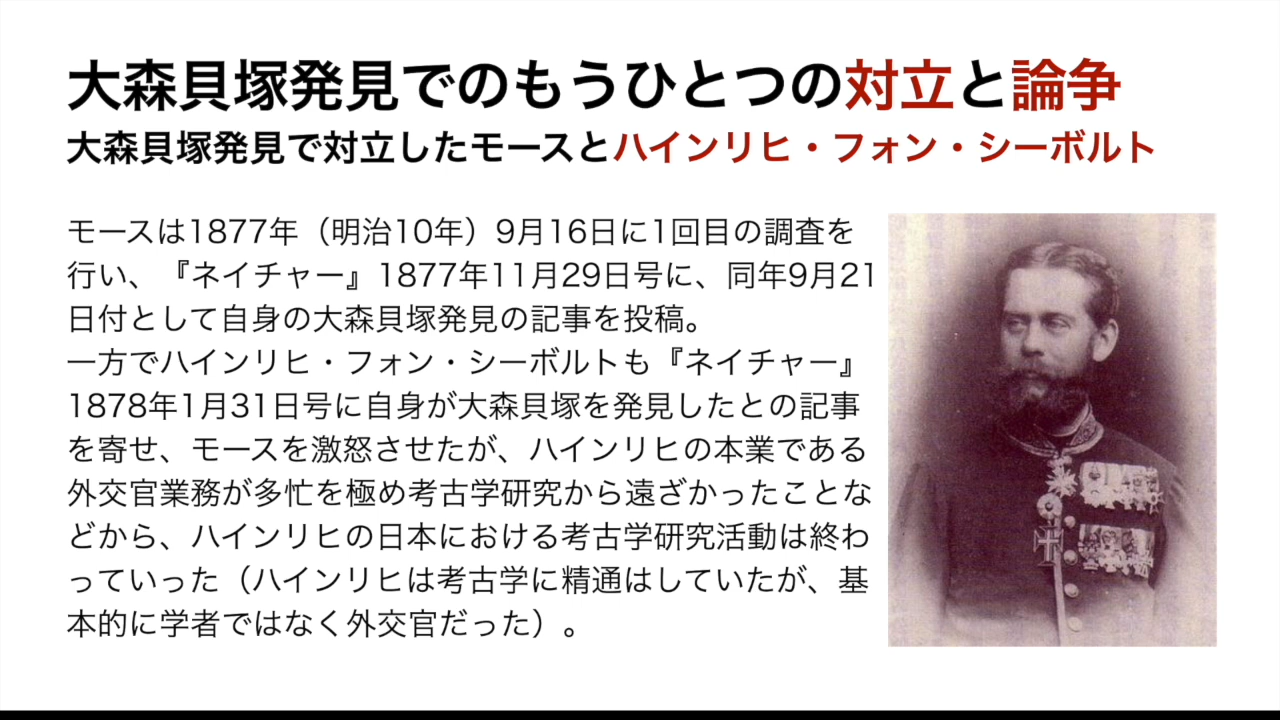 大森貝塚発見でのもうひとつの対立と論争
大森貝塚発見で対立したモースとハインリヒ・フォン・シーボルト
モースは1877年（明治10年）9月16日に1回目の調査を
行い、『ネイチャー』1877年11月29日号に、同年9月21
日付として自身の大森貝塚発見の記事を投稿。
一方でハインリヒ・フォン・シーボルトも『ネイチャー』
1878年1月31日号に自身が大森貝塚を発見したとの記事
を寄せ、モースを激怒させたが、ハインリヒの本業である
外交官業務が多忙を極め考古学研究から遠ざかったことな
どから、ハインリヒの日本における考古学研究活動は終わ
っていった（ハインリヒは考古学に精通はしていたが、基
本的に学者ではなく外交官だった）。